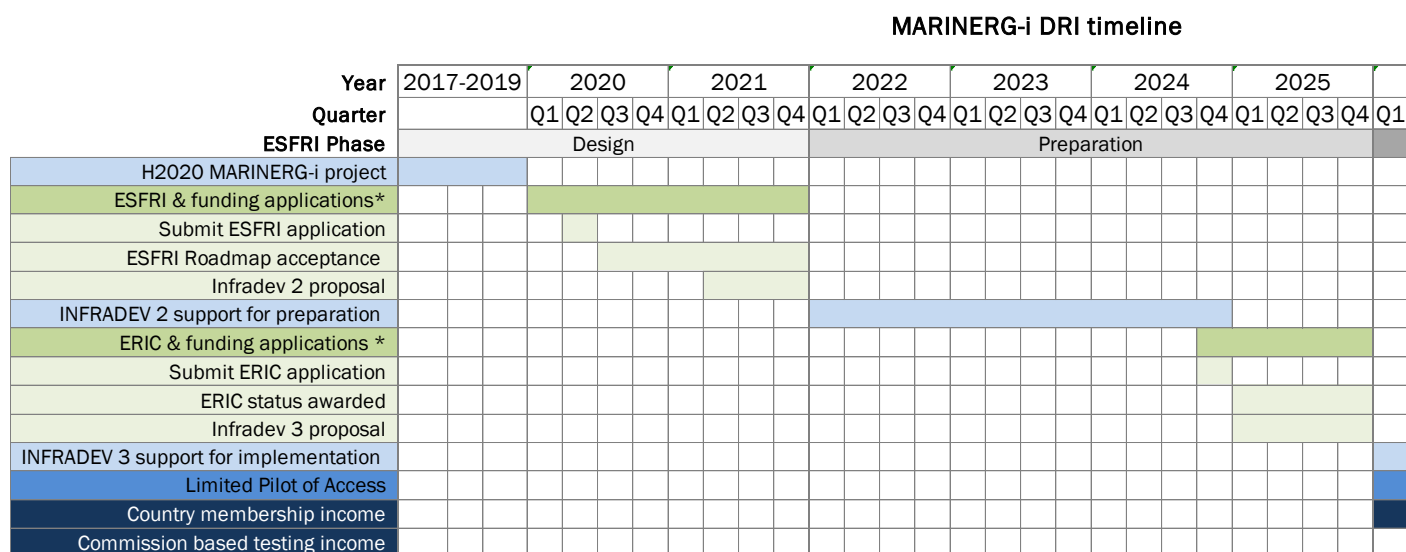 MARINERG-i DRI timeline
Year 2017-2019 2020 2021 2022 2023 2024 2025
Quarter Q1 Q2 Q3 Q4 Q1 Q2 Q3 Q4 Q1 Q2 Q3 Q4 Q1 Q2 Q3 Q4 Q1 Q2 Q3 Q4 Q1 Q2 Q3 Q4 Q1
ESFRI Phase Design Preparation
H2020 MARINERG-i project
ESFRI & funding applications*
Submit ESFRI application
ESFRI Roadmap acceptance
Infradev 2 proposal
INFRADEV 2 support for preparation
ERIC & funding applications *
Submit ERIC application
ERIC status awarded
Infradev 3 proposal
INFRADEV 3 support for implementation
Limited Pilot of Access
Country membership income
Commission based testing income